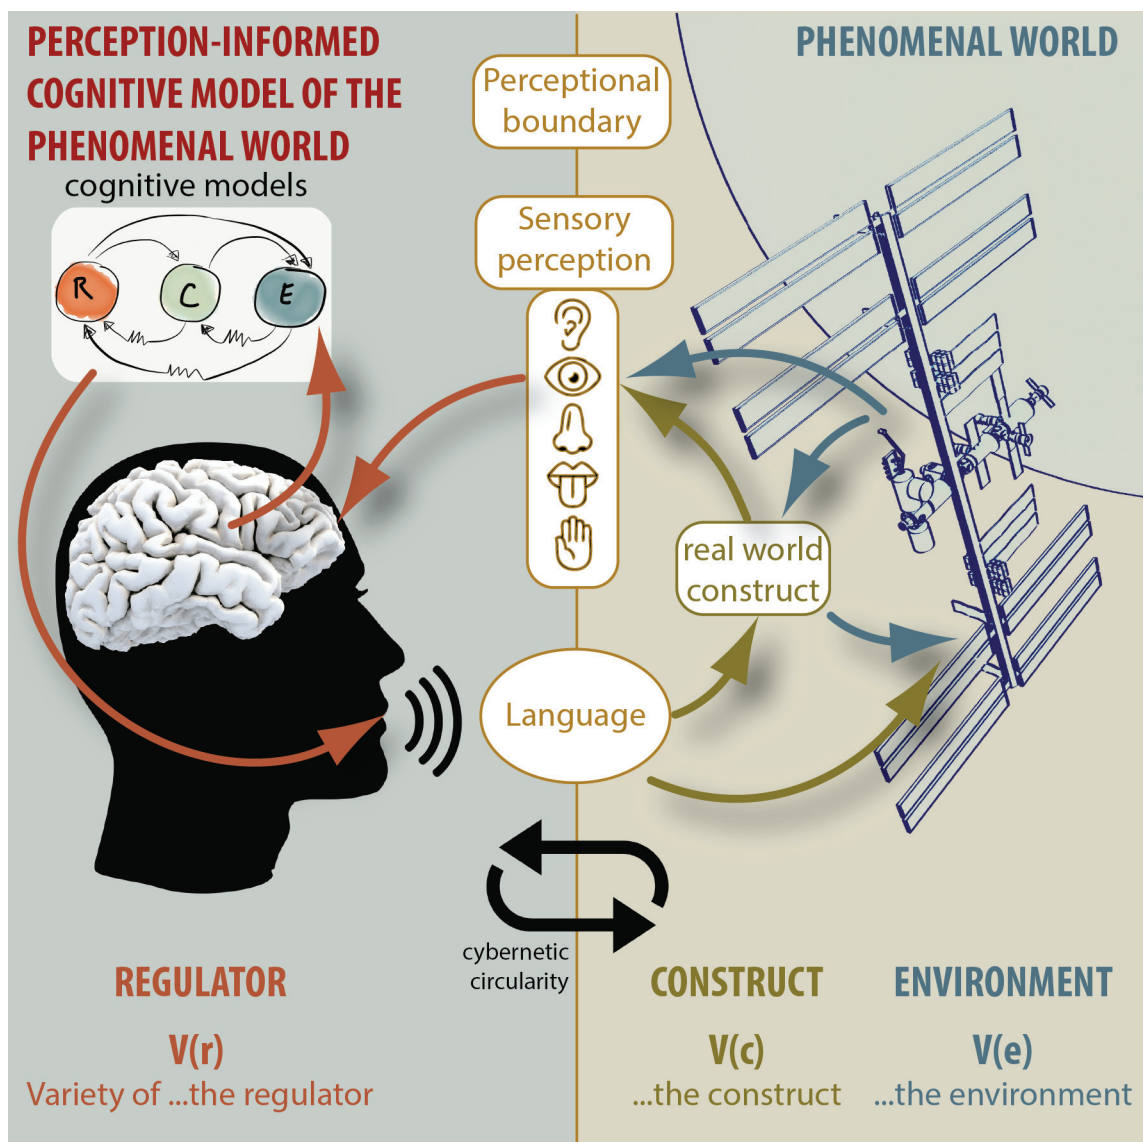 PERCEPTION-INFORMED
COGNITIVE MODEL OF THE
PHENOMENAL WORLD
cognitive models
R
C
E
Perceptional
boundary
Sensory
perception
PHENOMENAL WORLD
real world
construct
Language
cybernetic
circularity
REGULATOR
V(r)
Variety of ...the regulator
CONSTRUCT
V(c)
...the construct
ENVIRONMENT
V(e)
...the environment